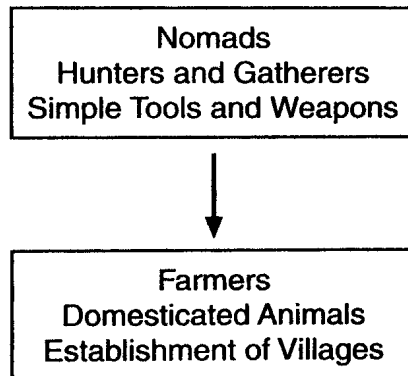 Nomads
Hunters and Gatherers
Simple Tools and Weapons
Farmers
Domesticated Animals
Establishment of Villages